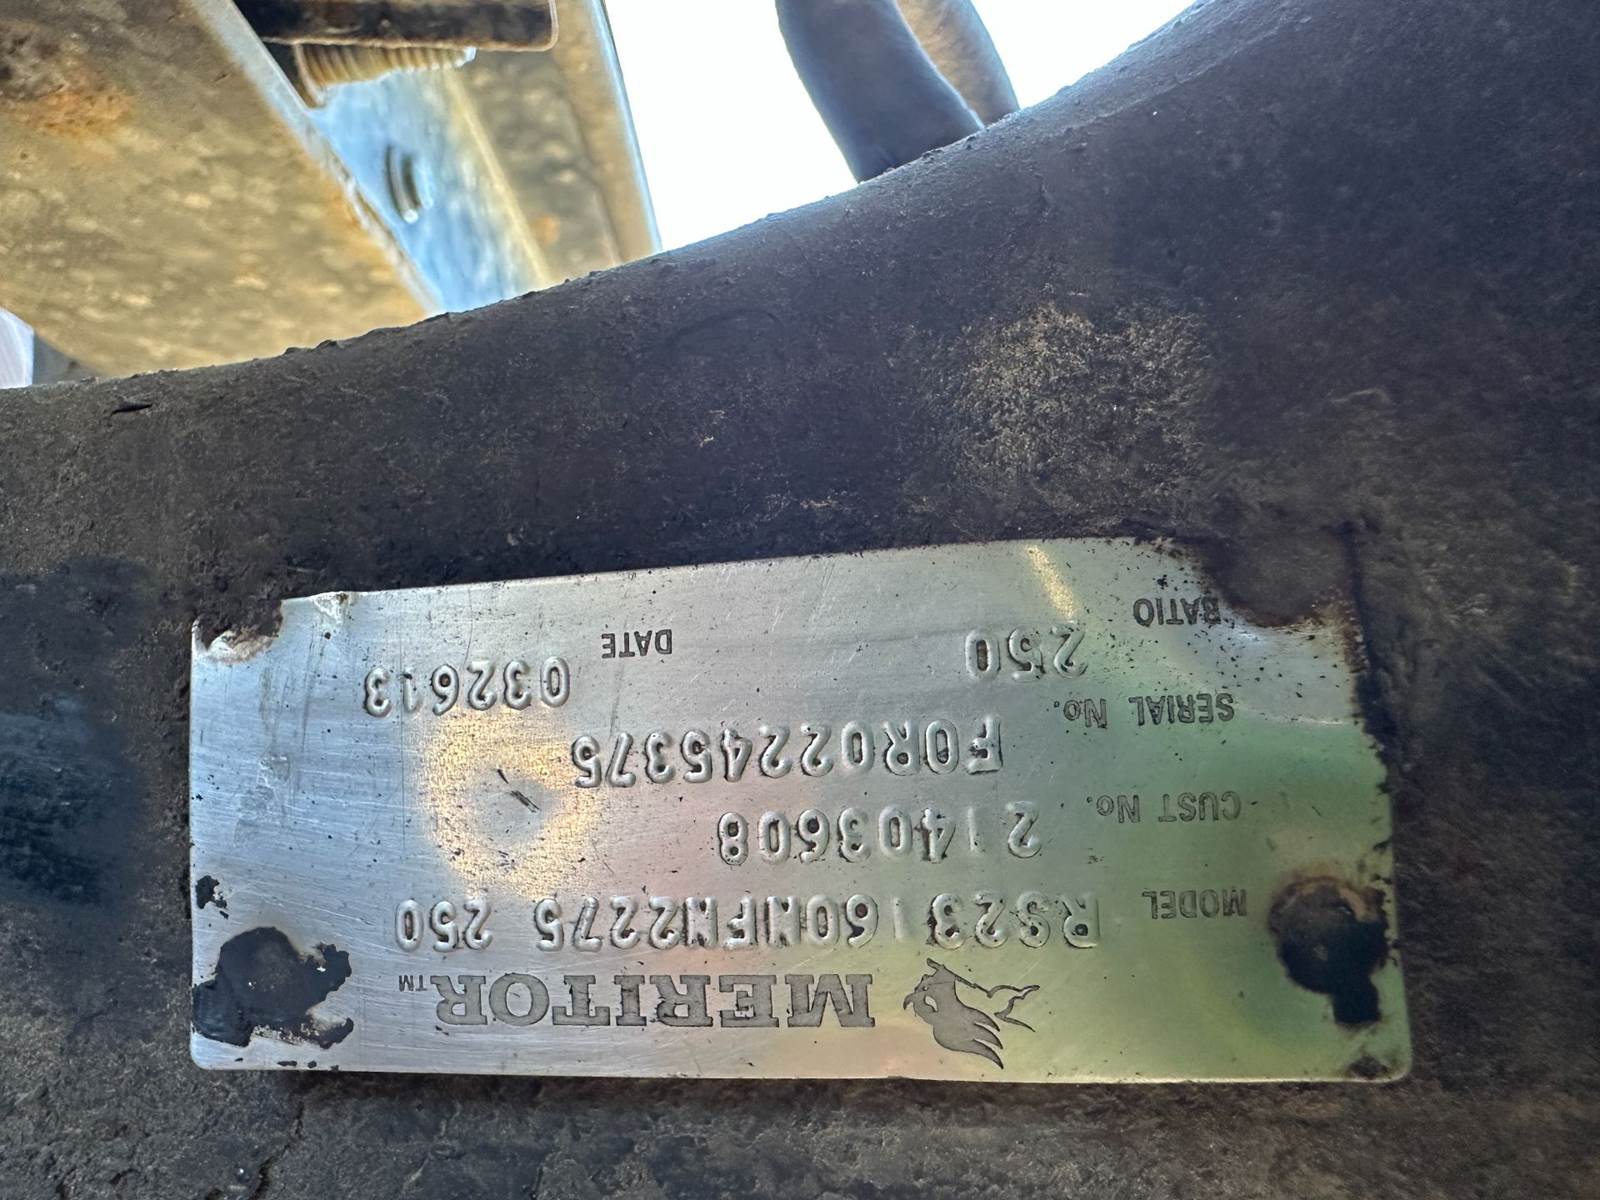 MERITOR™
MODEL RS23160NFN2275 250
CUST No. 21403608
SERIAL No. FOR02245375
RATIO 250 DATE 032613